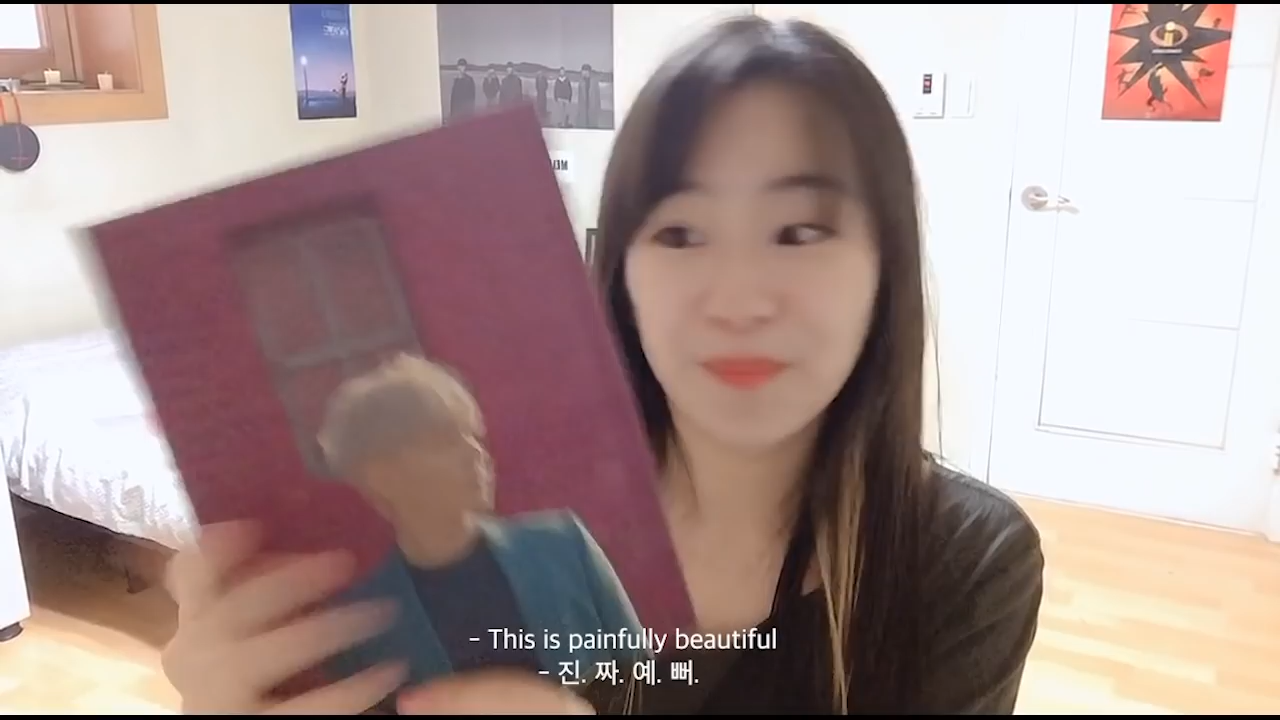 - This is painfully beautiful
- 진. 짜. 예. 뻐.